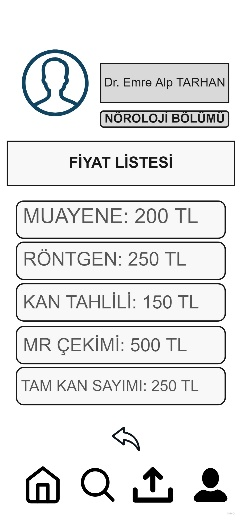 Dr. Emre Alp TARHAN
NÖROLOJİ BÖLÜMÜ
FİYAT LİSTESİ
MUAYENE: 200 TL
RÖNTGEN: 250 TL
KAN TAHLİLİ: 150 TL
MR ÇEKİMİ: 500 TL
TAM KAN SAYIMI: 250 TL